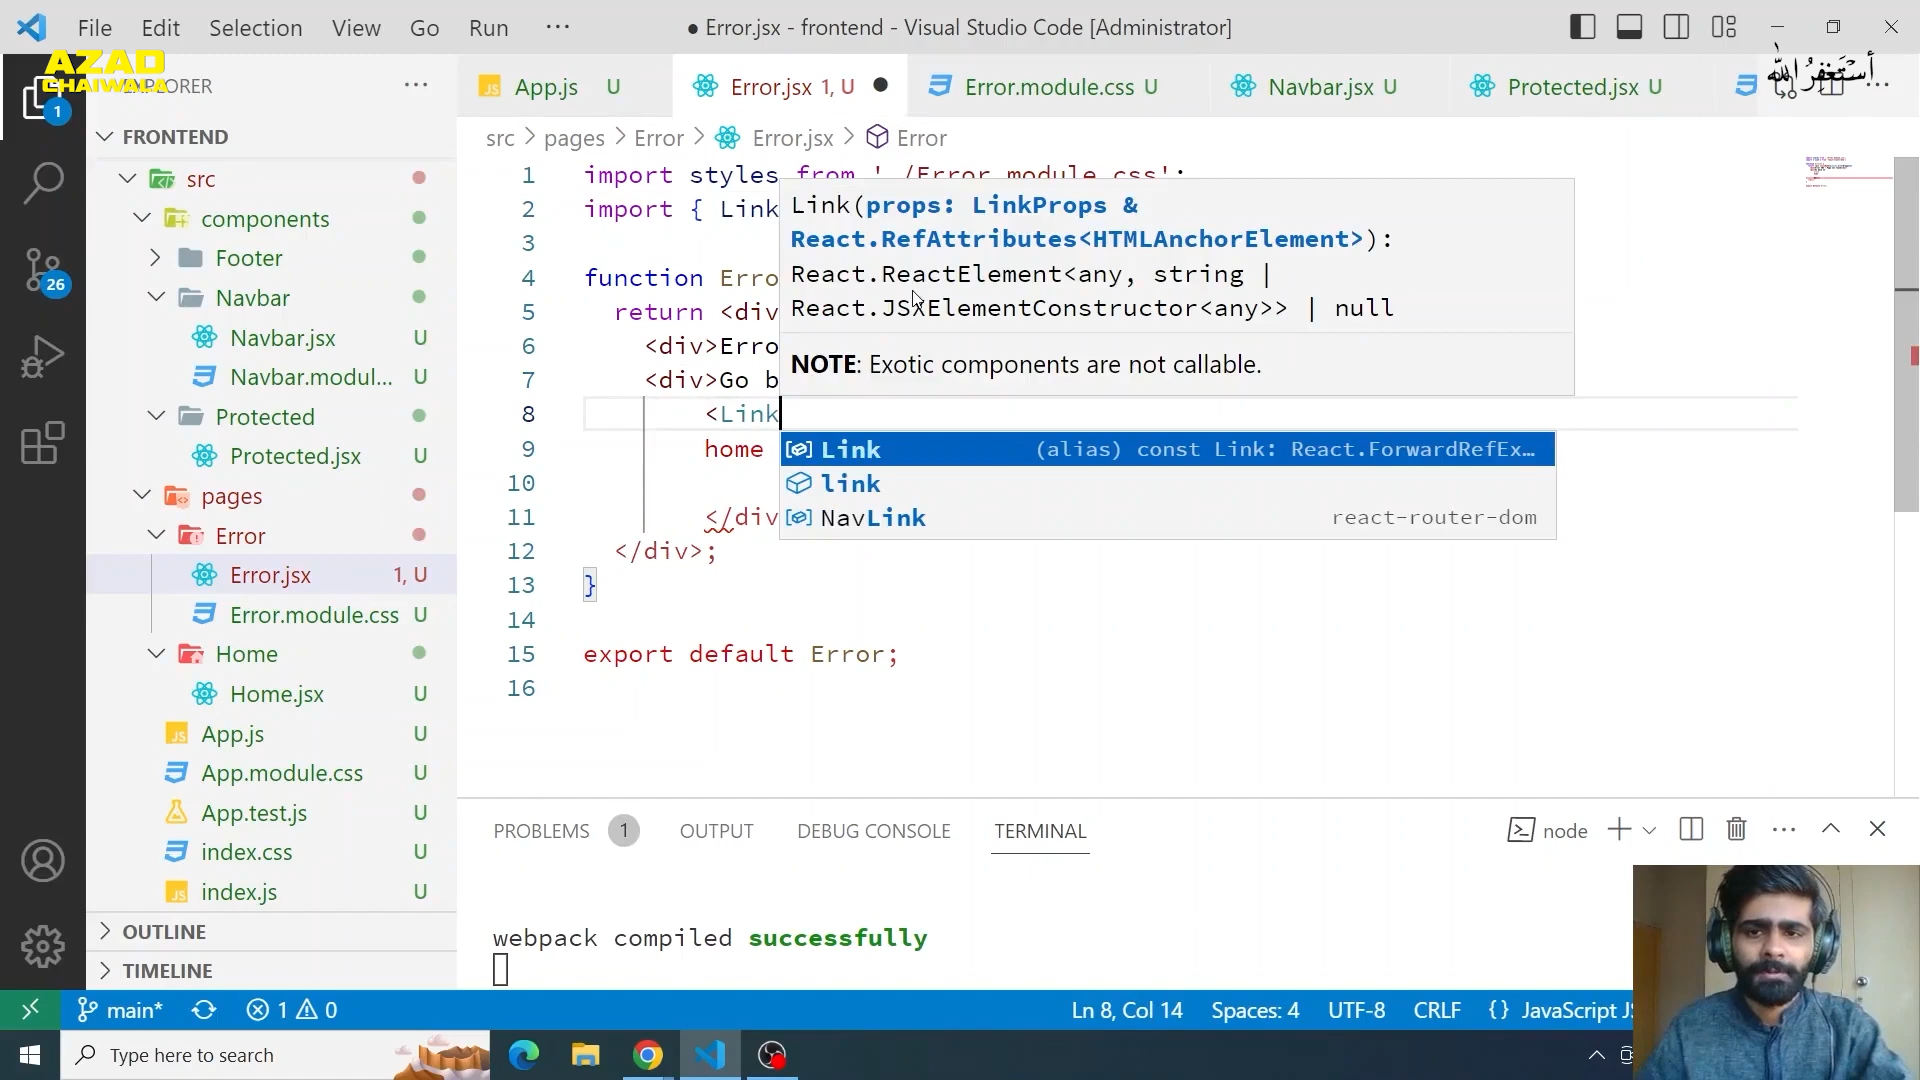 File Edit Selection View Go Run ···
● Error.jsx - frontend - Visual Studio Code [Administrator]
AZAD
CHAIWALA
EXPLORER ···
App.js U
Error.jsx 1, U
Error.module.css U
Navbar.jsx U
Protected.jsx U
أَسْتَغْفِرُ اللّٰهَ
FRONTEND
src
components
Footer
Navbar
Navbar.jsx U
Navbar.modul... U
Protected
Protected.jsx U
pages
Error
Error.jsx 1, U
Error.module.css U
Home
Home.jsx U
App.js U
App.module.css U
App.test.js U
index.css U
index.js U
OUTLINE
TIMELINE
1
26
src > pages > Error > Error.jsx > Error
1 import styles from './Error.module.css';
2 import { Link
3
4 function Erro
5 return <div
6 <div>Erro
7 <div>Go b
8 <Link
9 home
10
11 </div
12 </div>;
13 }
14
15 export default Error;
16
Link(props: LinkProps &
React.RefAttributes<HTMLAnchorElement>):
React.ReactElement<any, string |
React.JSXElementConstructor<any>> | null
NOTE: Exotic components are not callable.
Link (alias) const Link: React.ForwardRefEx...
link
NavLink react-router-dom
PROBLEMS 1 OUTPUT DEBUG CONSOLE TERMINAL
node
webpack compiled successfully
main* 1 0
Ln 8, Col 14 Spaces: 4 UTF-8 CRLF {} JavaScript JS
Type here to search